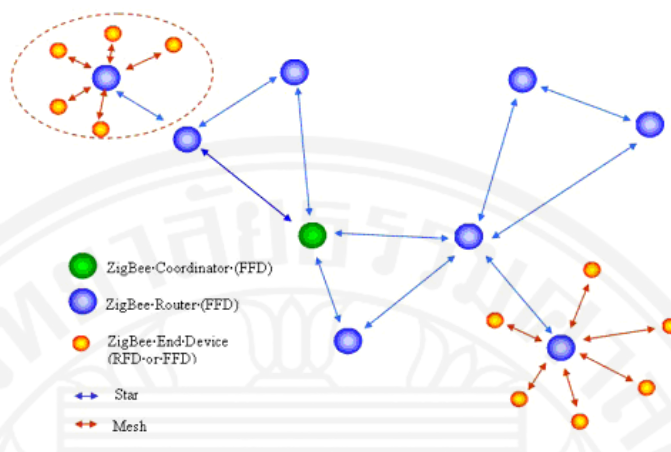 ZigBee·Coordinator·(FFD)
ZigBee·Router·(FFD)
ZigBee·End·Device
(RFD·or·FFD)
Star
Mesh